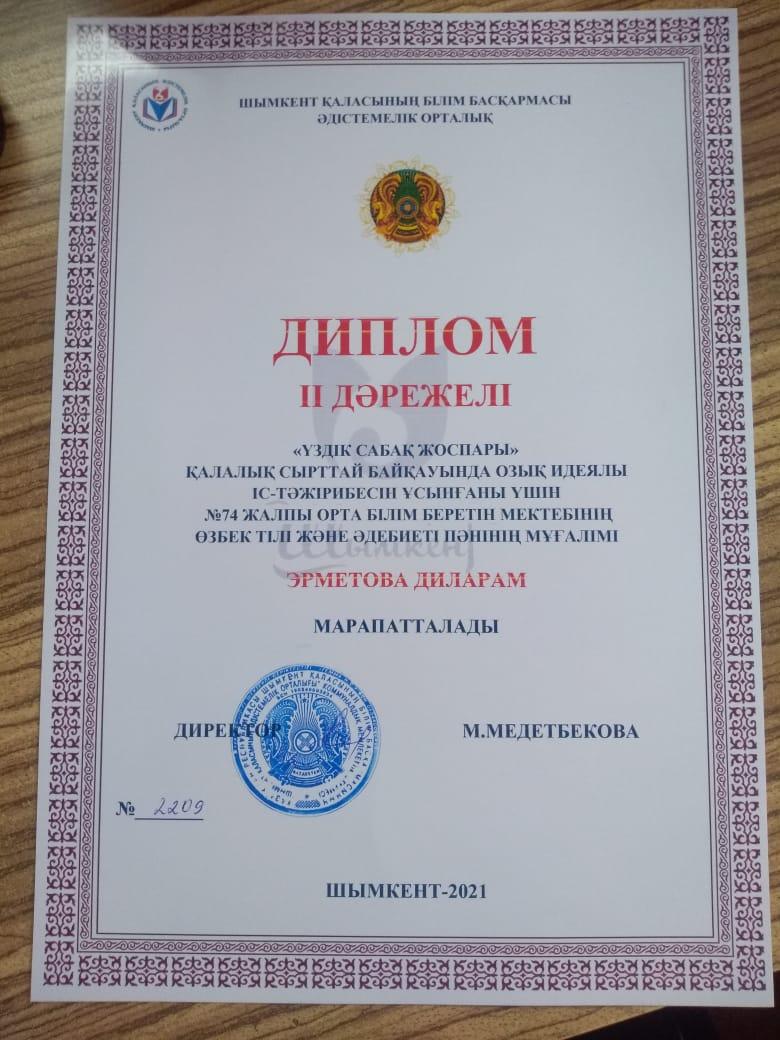 ШЫМКЕНТ ҚАЛАСЫНЫҢ БІЛІМ БАСҚАРМАСЫ
ӘДІСТЕМЕЛІК ОРТАЛЫҚ
ДИПЛОМ
ІІ ДӘРЕЖЕЛІ
«ҮЗДІК САБАҚ ЖОСПАРЫ»
ҚАЛАЛЫҚ СЫРТТАЙ БАЙҚАУЫНДА ОЗЫҚ ИДЕЯЛЫ
ІС-ТӘЖІРИБЕСІН ҰСЫНҒАНЫ ҮШІН
№74 ЖАЛПЫ ОРТА БІЛІМ БЕРЕТІН МЕКТЕБІНІҢ
ӨЗБЕК ТІЛІ ЖӘНЕ ӘДЕБИЕТІ ПӘНІНІҢ МҰҒАЛІМІ
Шымкент
ЭРМЕТОВА ДИЛАРАМ
МАРАПАТТАЛАДЫ
ДИРЕКТОР
М.МЕДЕТБЕКОВА
№ 2209
ШЫМКЕНТ-2021